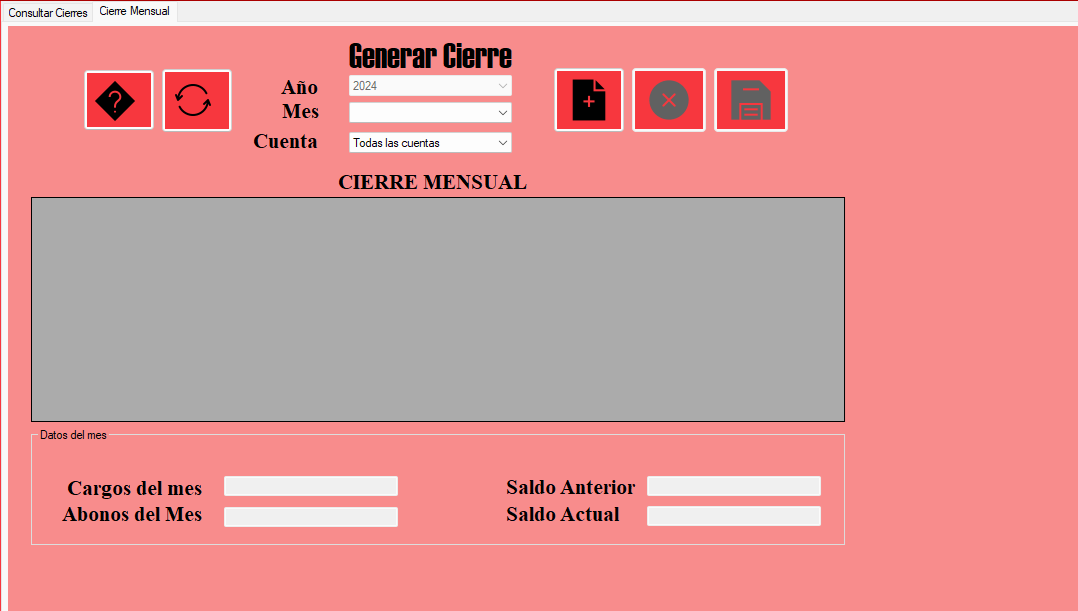 Consultar Cierres
Cierre Mensual
Generar Cierre
?
Año
2024
Mes
Cuenta
Todas las cuentas
CIERRE MENSUAL
Datos del mes
Cargos del mes
Saldo Anterior
Abonos del Mes
Saldo Actual